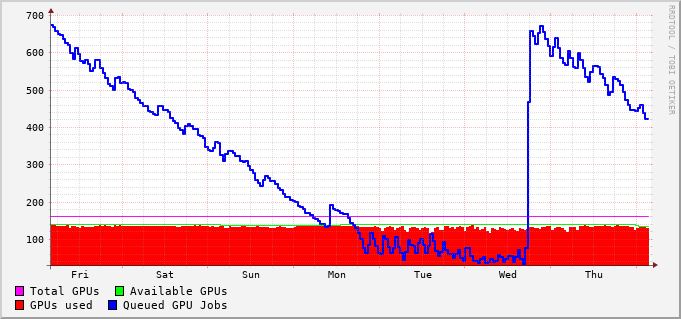 700
600
500
400
300
200
100
Fri Sat Sun Mon Tue Wed Thu
Total GPUs Available GPUs
GPUs used Queued GPU Jobs
RRDTOOL / TOBI OETIKER